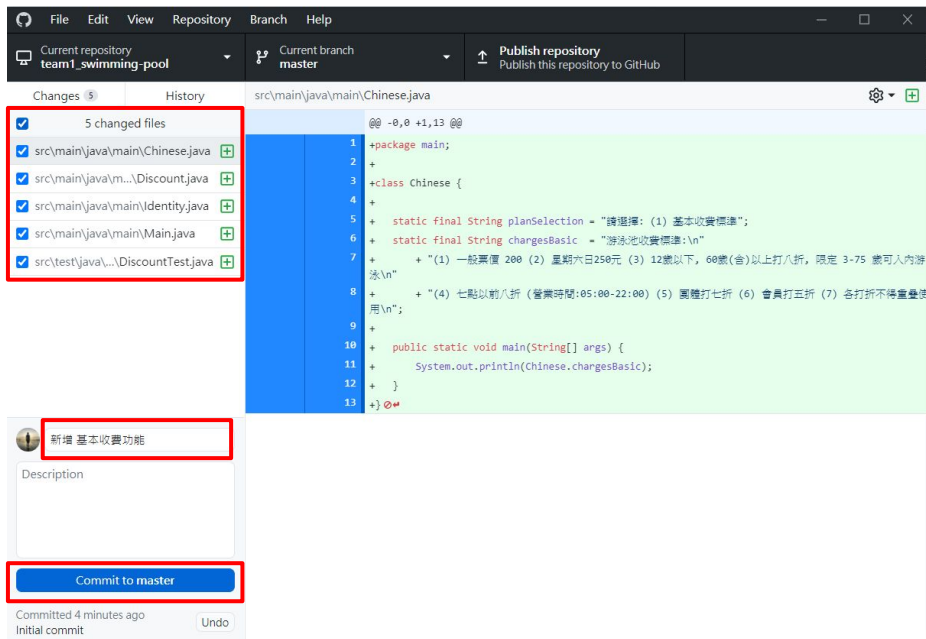 File Edit View Repository Branch Help
Current repository
team1_swimming-pool
Current branch
master
Publish repository
Publish this repository to GitHub
Changes 5
History
src\main\java\main\Chinese.java
5 changed files
src\main\java\main\Chinese.java
src\main\java\m...\Discount.java
src\main\java\main\Identity.java
src\main\java\main\Main.java
src\test\java\...\DiscountTest.java
@@ -0,0 +1,13 @@
1 +package main;
2 +
3 +class Chinese {
4 +
5 + static final String planSelection = "請選擇: (1) 基本收費標準";
6 + static final String chargesBasic = "游泳池收費標準:\n"
7 + + "(1) 一般票價 200 (2) 星期六日250元 (3) 12歲以下, 60歲(含)以上打八折, 限定 3-75 歲可入內游
泳\n"
8 + + "(4) 七點以前八折 (營業時間:05:00-22:00) (5) 團體打七折 (6) 會員打五折 (7) 各打折不得重疊使
用\n";
9 +
10 + public static void main(String[] args) {
11 + System.out.println(Chinese.chargesBasic);
12 + }
13 +}
新增 基本收費功能
Description
Commit to master
Committed 4 minutes ago
Initial commit
Undo